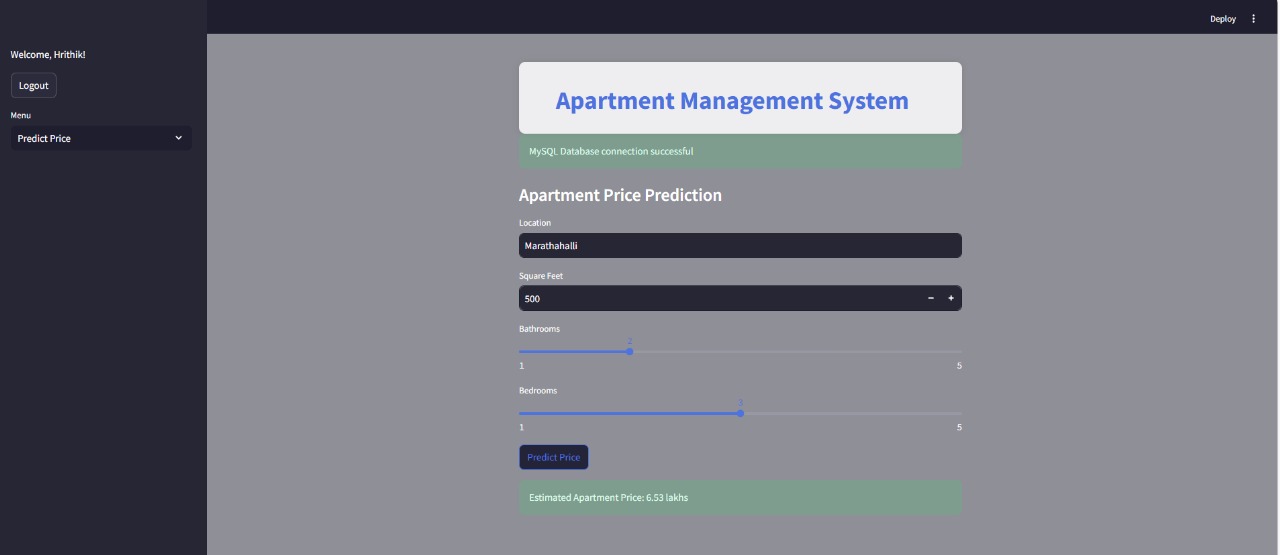 Deploy
Welcome, Hrithik!
Logout
Menu
Predict Price
Apartment Management System
MySQL Database connection successful
Apartment Price Prediction
Location
Marathahalli
Square Feet
500
Bathrooms
2
1 5
Bedrooms
3
1 5
Predict Price
Estimated Apartment Price: 6.53 lakhs